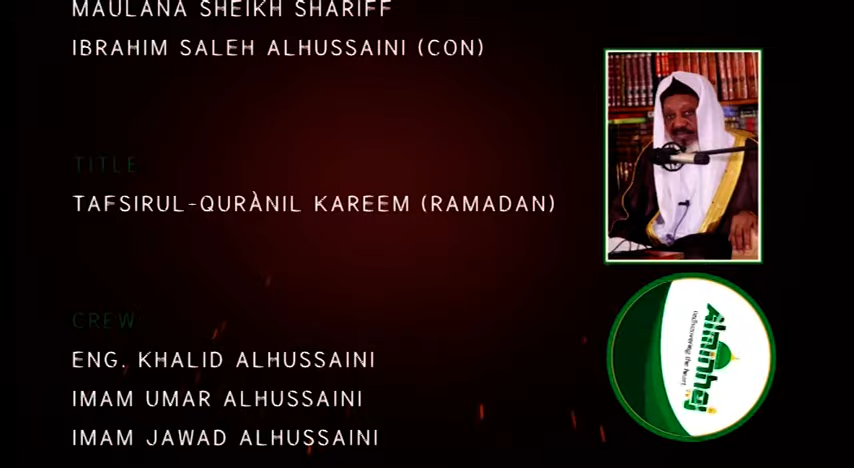 MAULANA SHEIKH SHARIFF
IBRAHIM SALEH ALHUSSAINI (CON)
TITLE
TAFSIRUL-QURÀNIL KAREEM (RAMADAN)
CREW
ENG. KHALID ALHUSSAINI
IMAM UMAR ALHUSSAINI
IMAM JAWAD ALHUSSAINI
Alminhaj